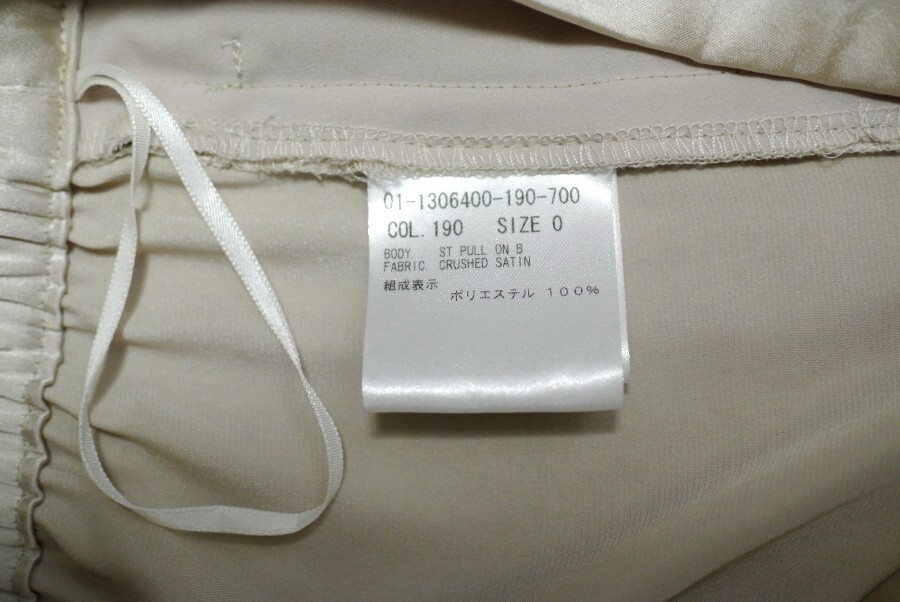 01-1306400-190-700
COL. 190 SIZE 0
BODY ST PULL ON B
FABRIC CRUSHED SATIN
組成表示
ポリエステル 100%